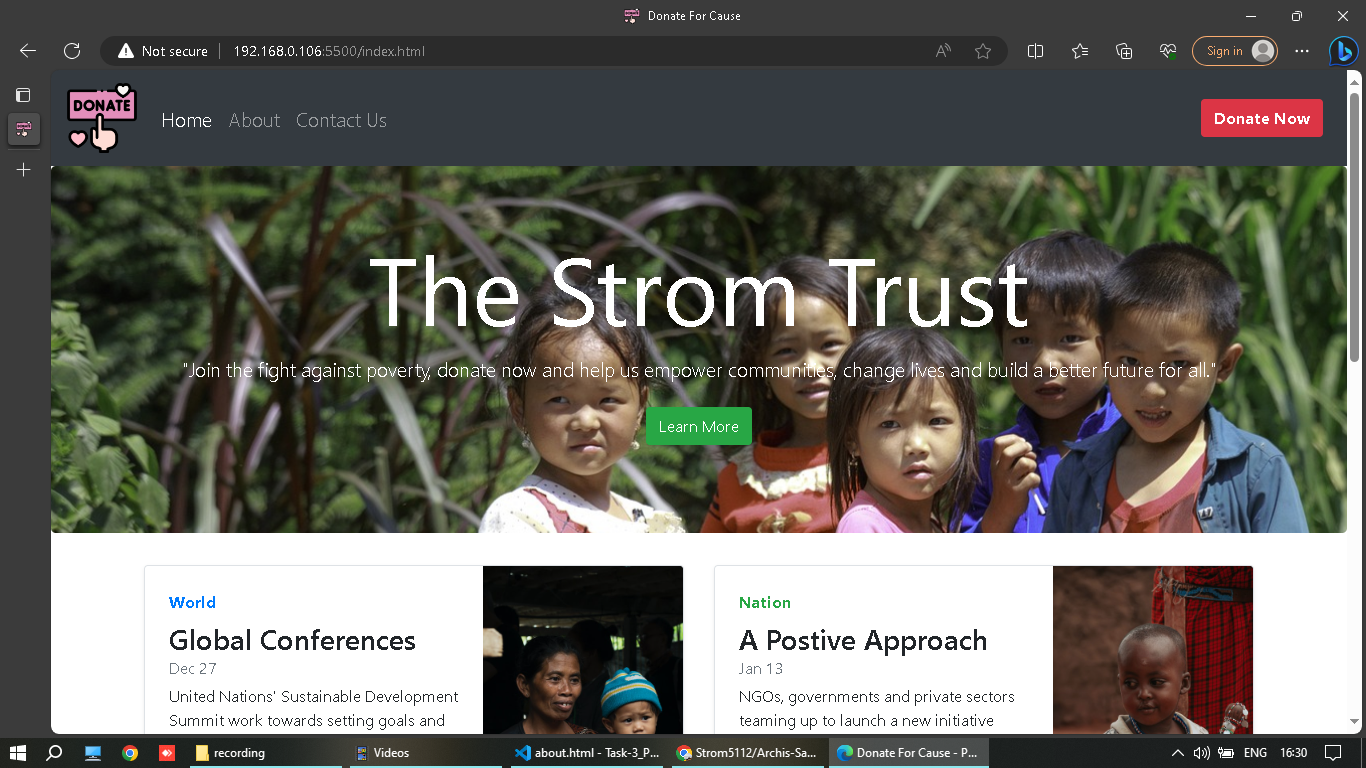 Donate For Cause
Not secure
192.168.0.106:5500/index.html
Sign in
DONATE
Home
About
Contact Us
Donate Now
The Strom Trust
"Join the fight against poverty, donate now and help us empower communities, change lives and build a better future for all."
Learn More
World
Global Conferences
Dec 27
United Nations' Sustainable Development
Summit work towards setting goals and
Nation
A Postive Approach
Jan 13
NGOs, governments and private sectors
teaming up to launch a new initiative
recording
Videos
about.html - Task-3_P...
Strom5112/Archis-Sa...
Donate For Cause - P...
ENG
16:30